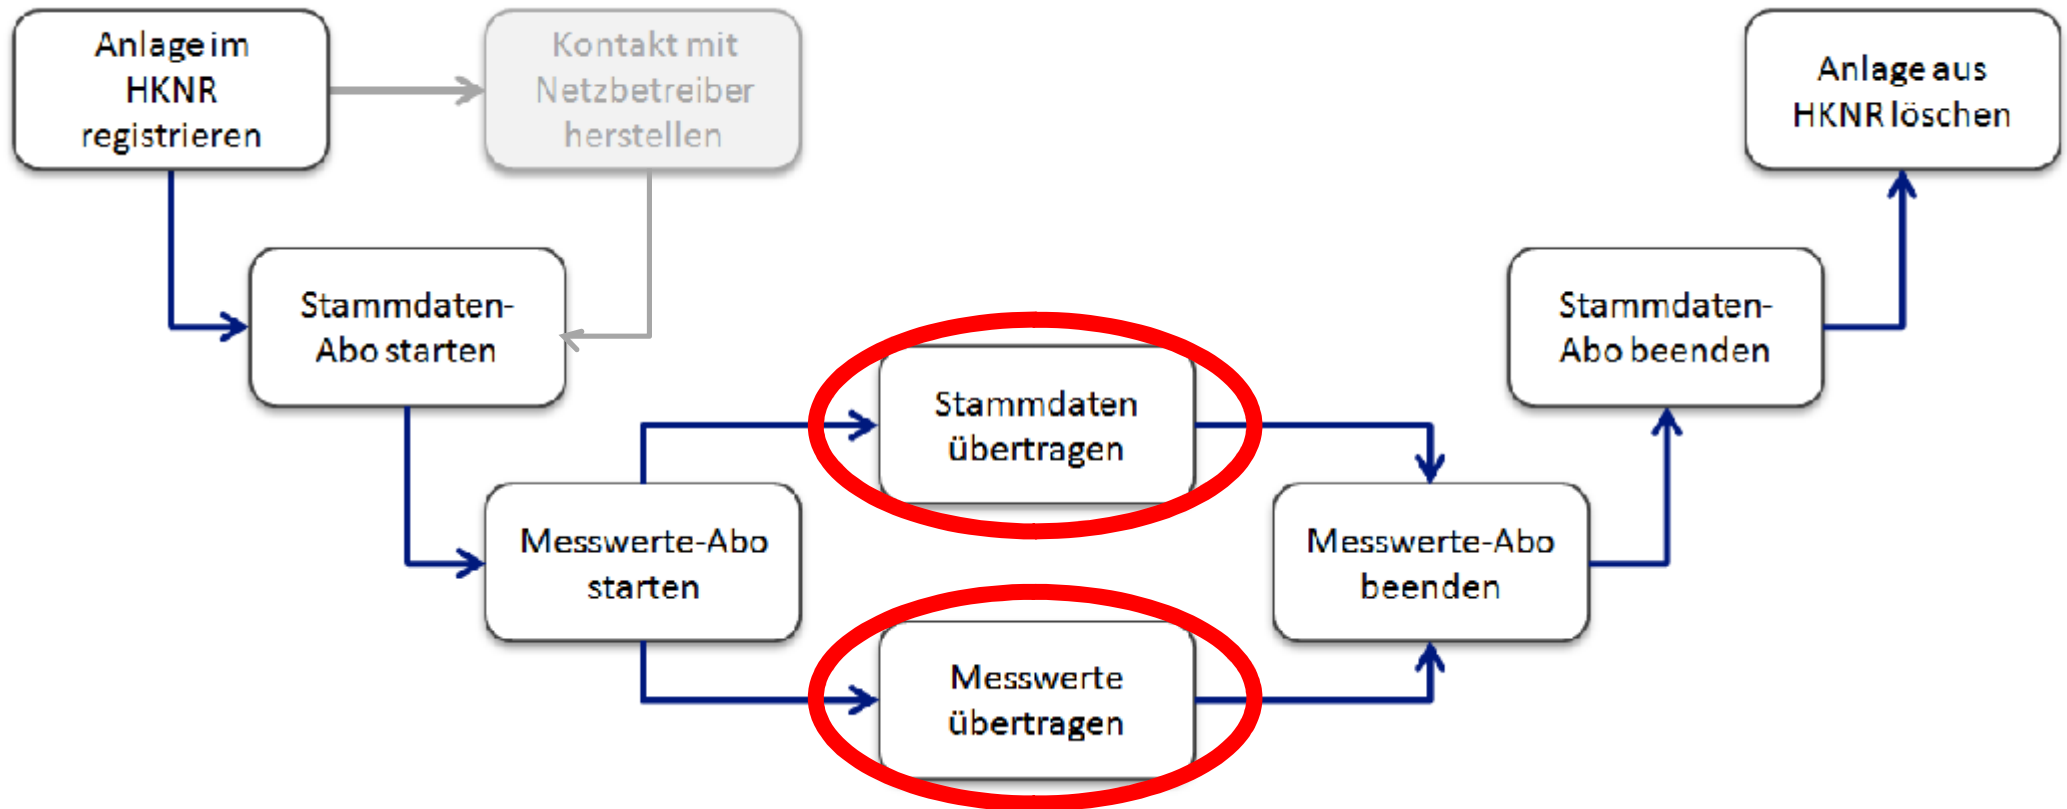 Anlage im
HKNR
registrieren
Kontakt mit
Netzbetreiber
herstellen
Anlage aus
HKNR löschen
Stammdaten-
Abo starten
Stammdaten-
Abo beenden
Stammdaten
übertragen
Messwerte-Abo
starten
Messwerte-Abo
beenden
Messwerte
übertragen